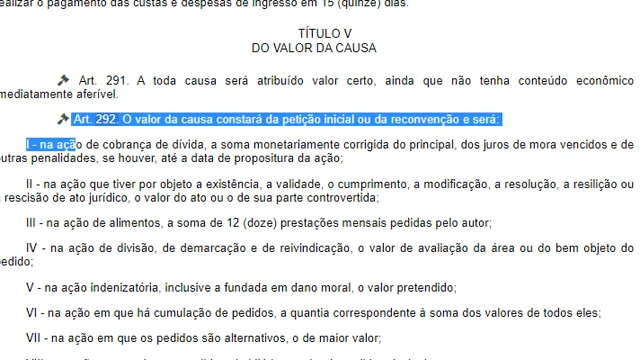 ealizar o pagamento das custas e despesas de ingresso em 15 (quinze) dias.
TÍTULO V
DO VALOR DA CAUSA
Art. 291. A toda causa será atribuído valor certo, ainda que não tenha conteúdo econômico
mediatamente aferível.
Art. 292. O valor da causa constará da petição inicial ou da reconvenção e será:
I - na ação de cobrança de dívida, a soma monetariamente corrigida do principal, dos juros de mora vencidos e de
outras penalidades, se houver, até a data de propositura da ação;
II - na ação que tiver por objeto a existência, a validade, o cumprimento, a modificação, a resolução, a resilição ou
a rescisão de ato jurídico, o valor do ato ou o de sua parte controvertida;
III - na ação de alimentos, a soma de 12 (doze) prestações mensais pedidas pelo autor;
IV - na ação de divisão, de demarcação e de reivindicação, o valor de avaliação da área ou do bem objeto do
pedido;
V - na ação indenizatória, inclusive a fundada em dano moral, o valor pretendido;
VI - na ação em que há cumulação de pedidos, a quantia correspondente à soma dos valores de todos eles;
VII - na ação em que os pedidos são alternativos, o de maior valor;